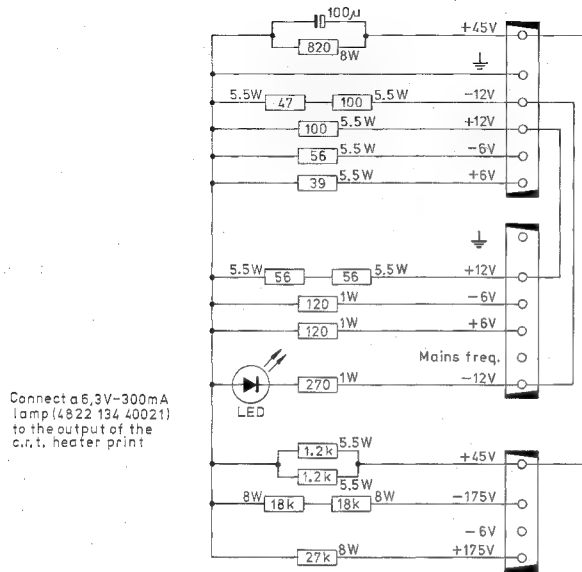 100μ
+45V
820
8W
5.5W
47
100
5.5W
-12V
100
5.5W
+12V
56
5.5W
-6V
39
5.5W
+6V
5.5W
56
56
5.5W
+12V
120
1W
-6V
120
1W
+6V
Mains freq.
270
1W
-12V
LED
Connect a 6,3V-300mA
lamp (4822 134 40021)
to the output of the
c.r.t. heater print
5.5W
1.2k
+45V
1.2k
5.5W
8W
18k
18k
8W
-175V
-6V
27k
8W
+175V